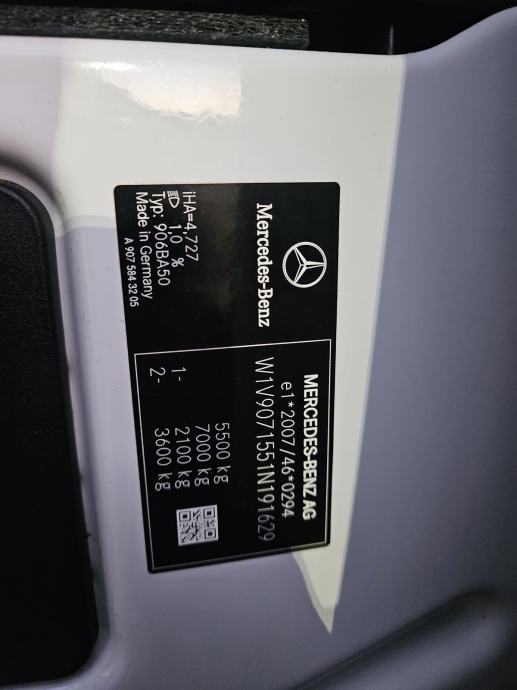 Mercedes-Benz
iHA=4,727
1,0 %
Typ: 906BA50
Made in Germany
A 907 584 32 05
MERCEDES-BENZ AG
e1*2007/46*0294
W1V9071551N191629
5500 kg
7000 kg
1- 2100 kg
2- 3600 kg